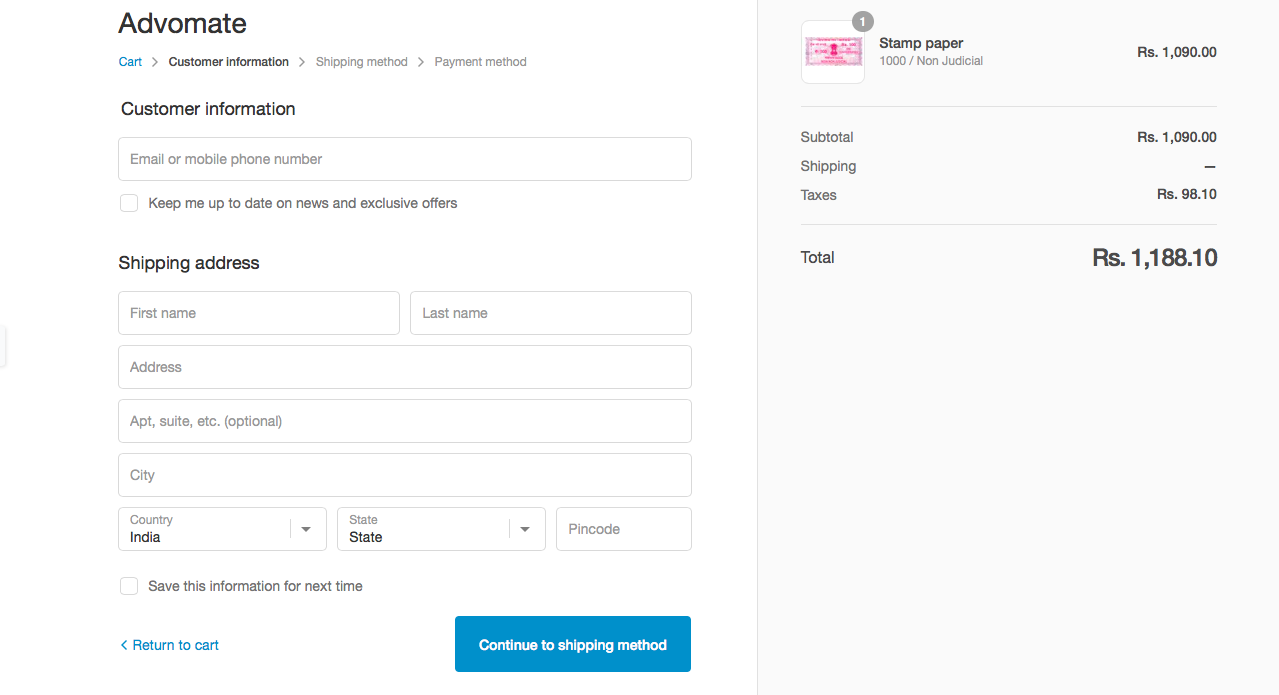 Advomate
Cart > Customer information > Shipping method > Payment method
Customer information
Email or mobile phone number
Keep me up to date on news and exclusive offers
Shipping address
First name
Last name
Address
Apt, suite, etc. (optional)
City
Country
India
State
State
Pincode
Save this information for next time
< Return to cart
Continue to shipping method
1
Stamp paper
1000 / Non Judicial
Rs. 1,090.00
Subtotal
Rs. 1,090.00
Shipping
—
Taxes
Rs. 98.10
Total
Rs. 1,188.10